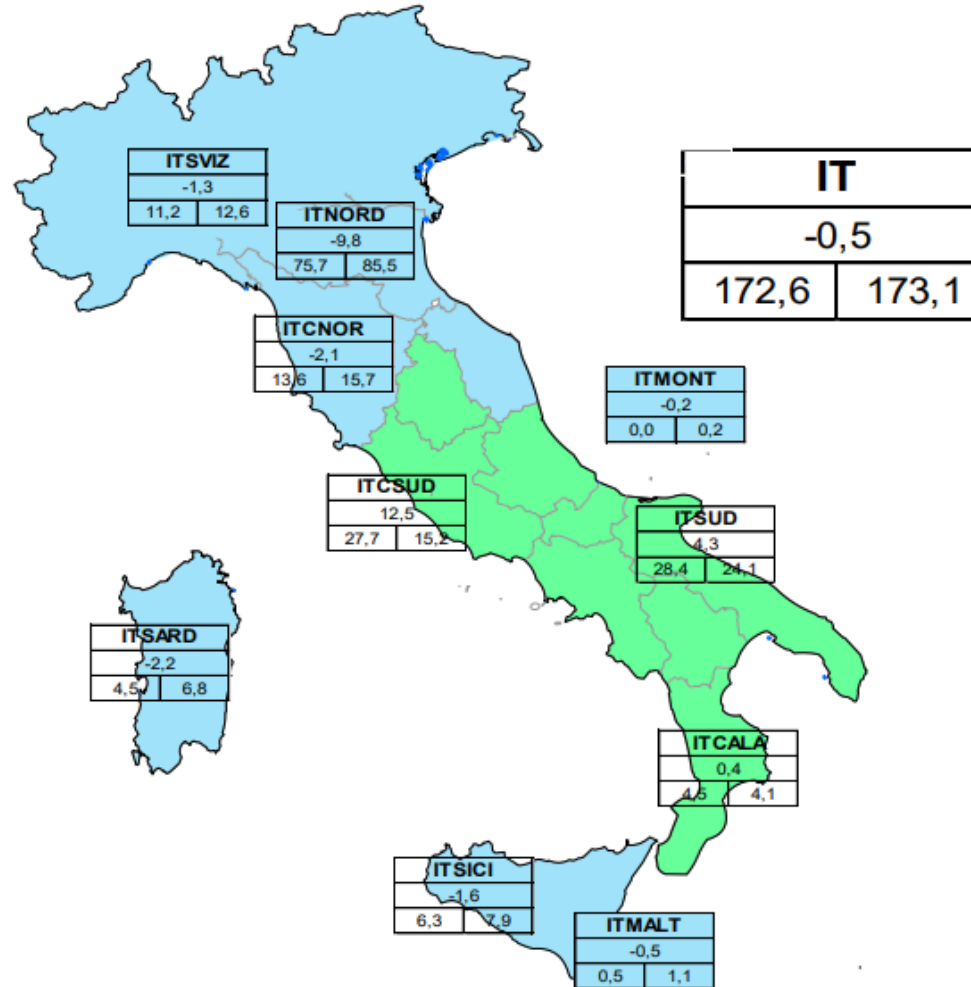 ITSVIZ
-1,3
11,2 12,6
IT
-0,5
172,6 173,1
ITNORD
-9,8
75,7 85,5
ITCNOR
-2,1
13,6 15,7
ITMONT
-0,2
0,0 0,2
ITCSUD
12,5
27,7 15,2
ITSUD
4,3
28,4 24,1
ITSARD
-2,2
4,5 6,8
ITCALA
0,4
4,5 4,1
ITSICI
-1,6
6,3 7,9
ITMALT
-0,5
0,5 1,1